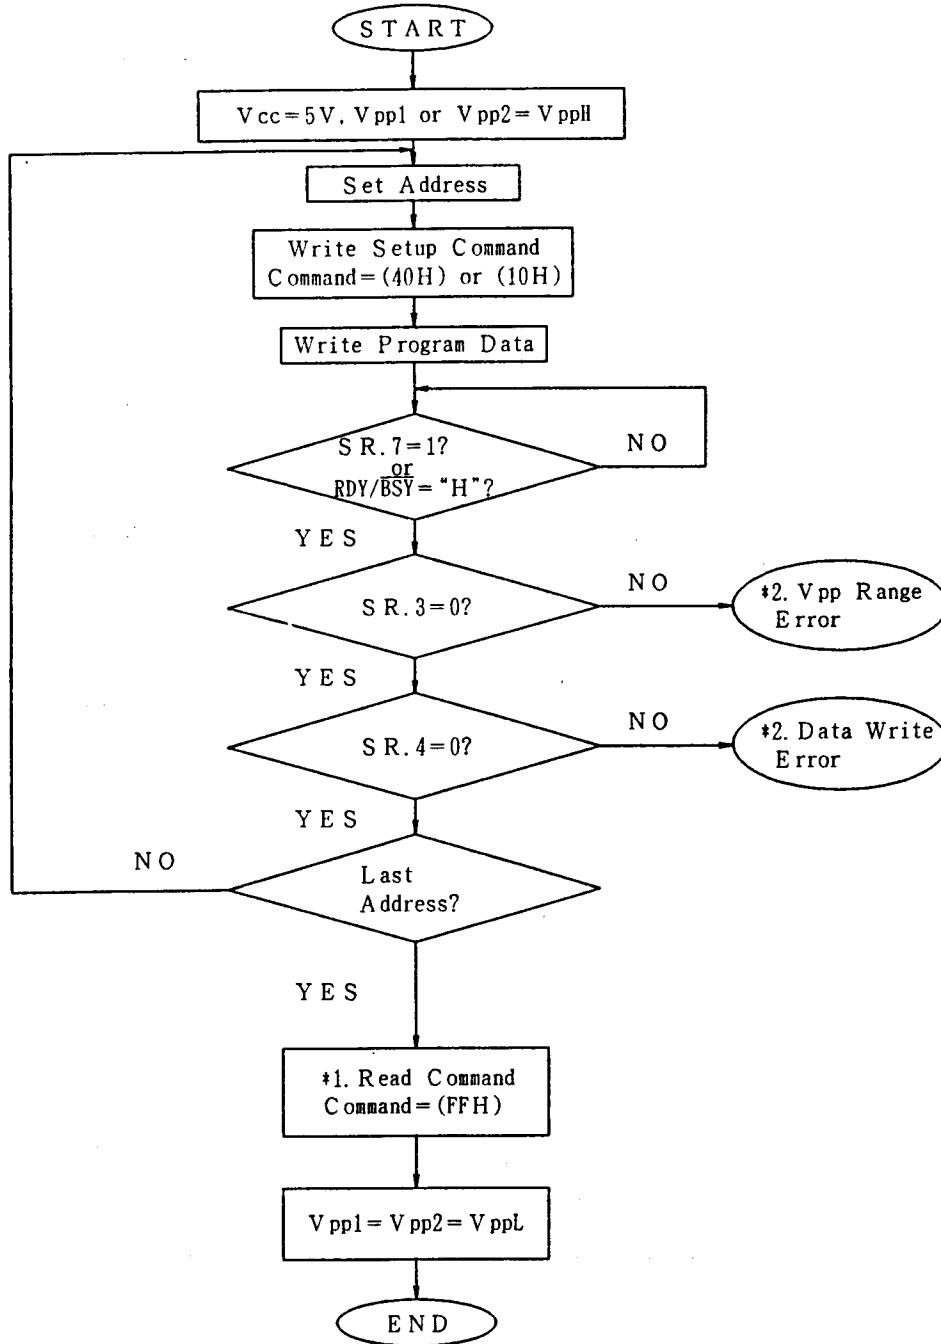 START
Vcc=5V, Vpp1 or Vpp2=VppH
Set Address
Write Setup Command
Command=(40H) or (10H)
Write Program Data
SR.7=1?
or
RDY/B̅S̅Y̅="H"?
NO
YES
SR.3=0?
NO
*2. Vpp Range
Error
YES
SR.4=0?
NO
*2. Data Write
Error
YES
NO
Last
Address?
YES
*1. Read Command
Command=(FFH)
Vpp1=Vpp2=VppL
END